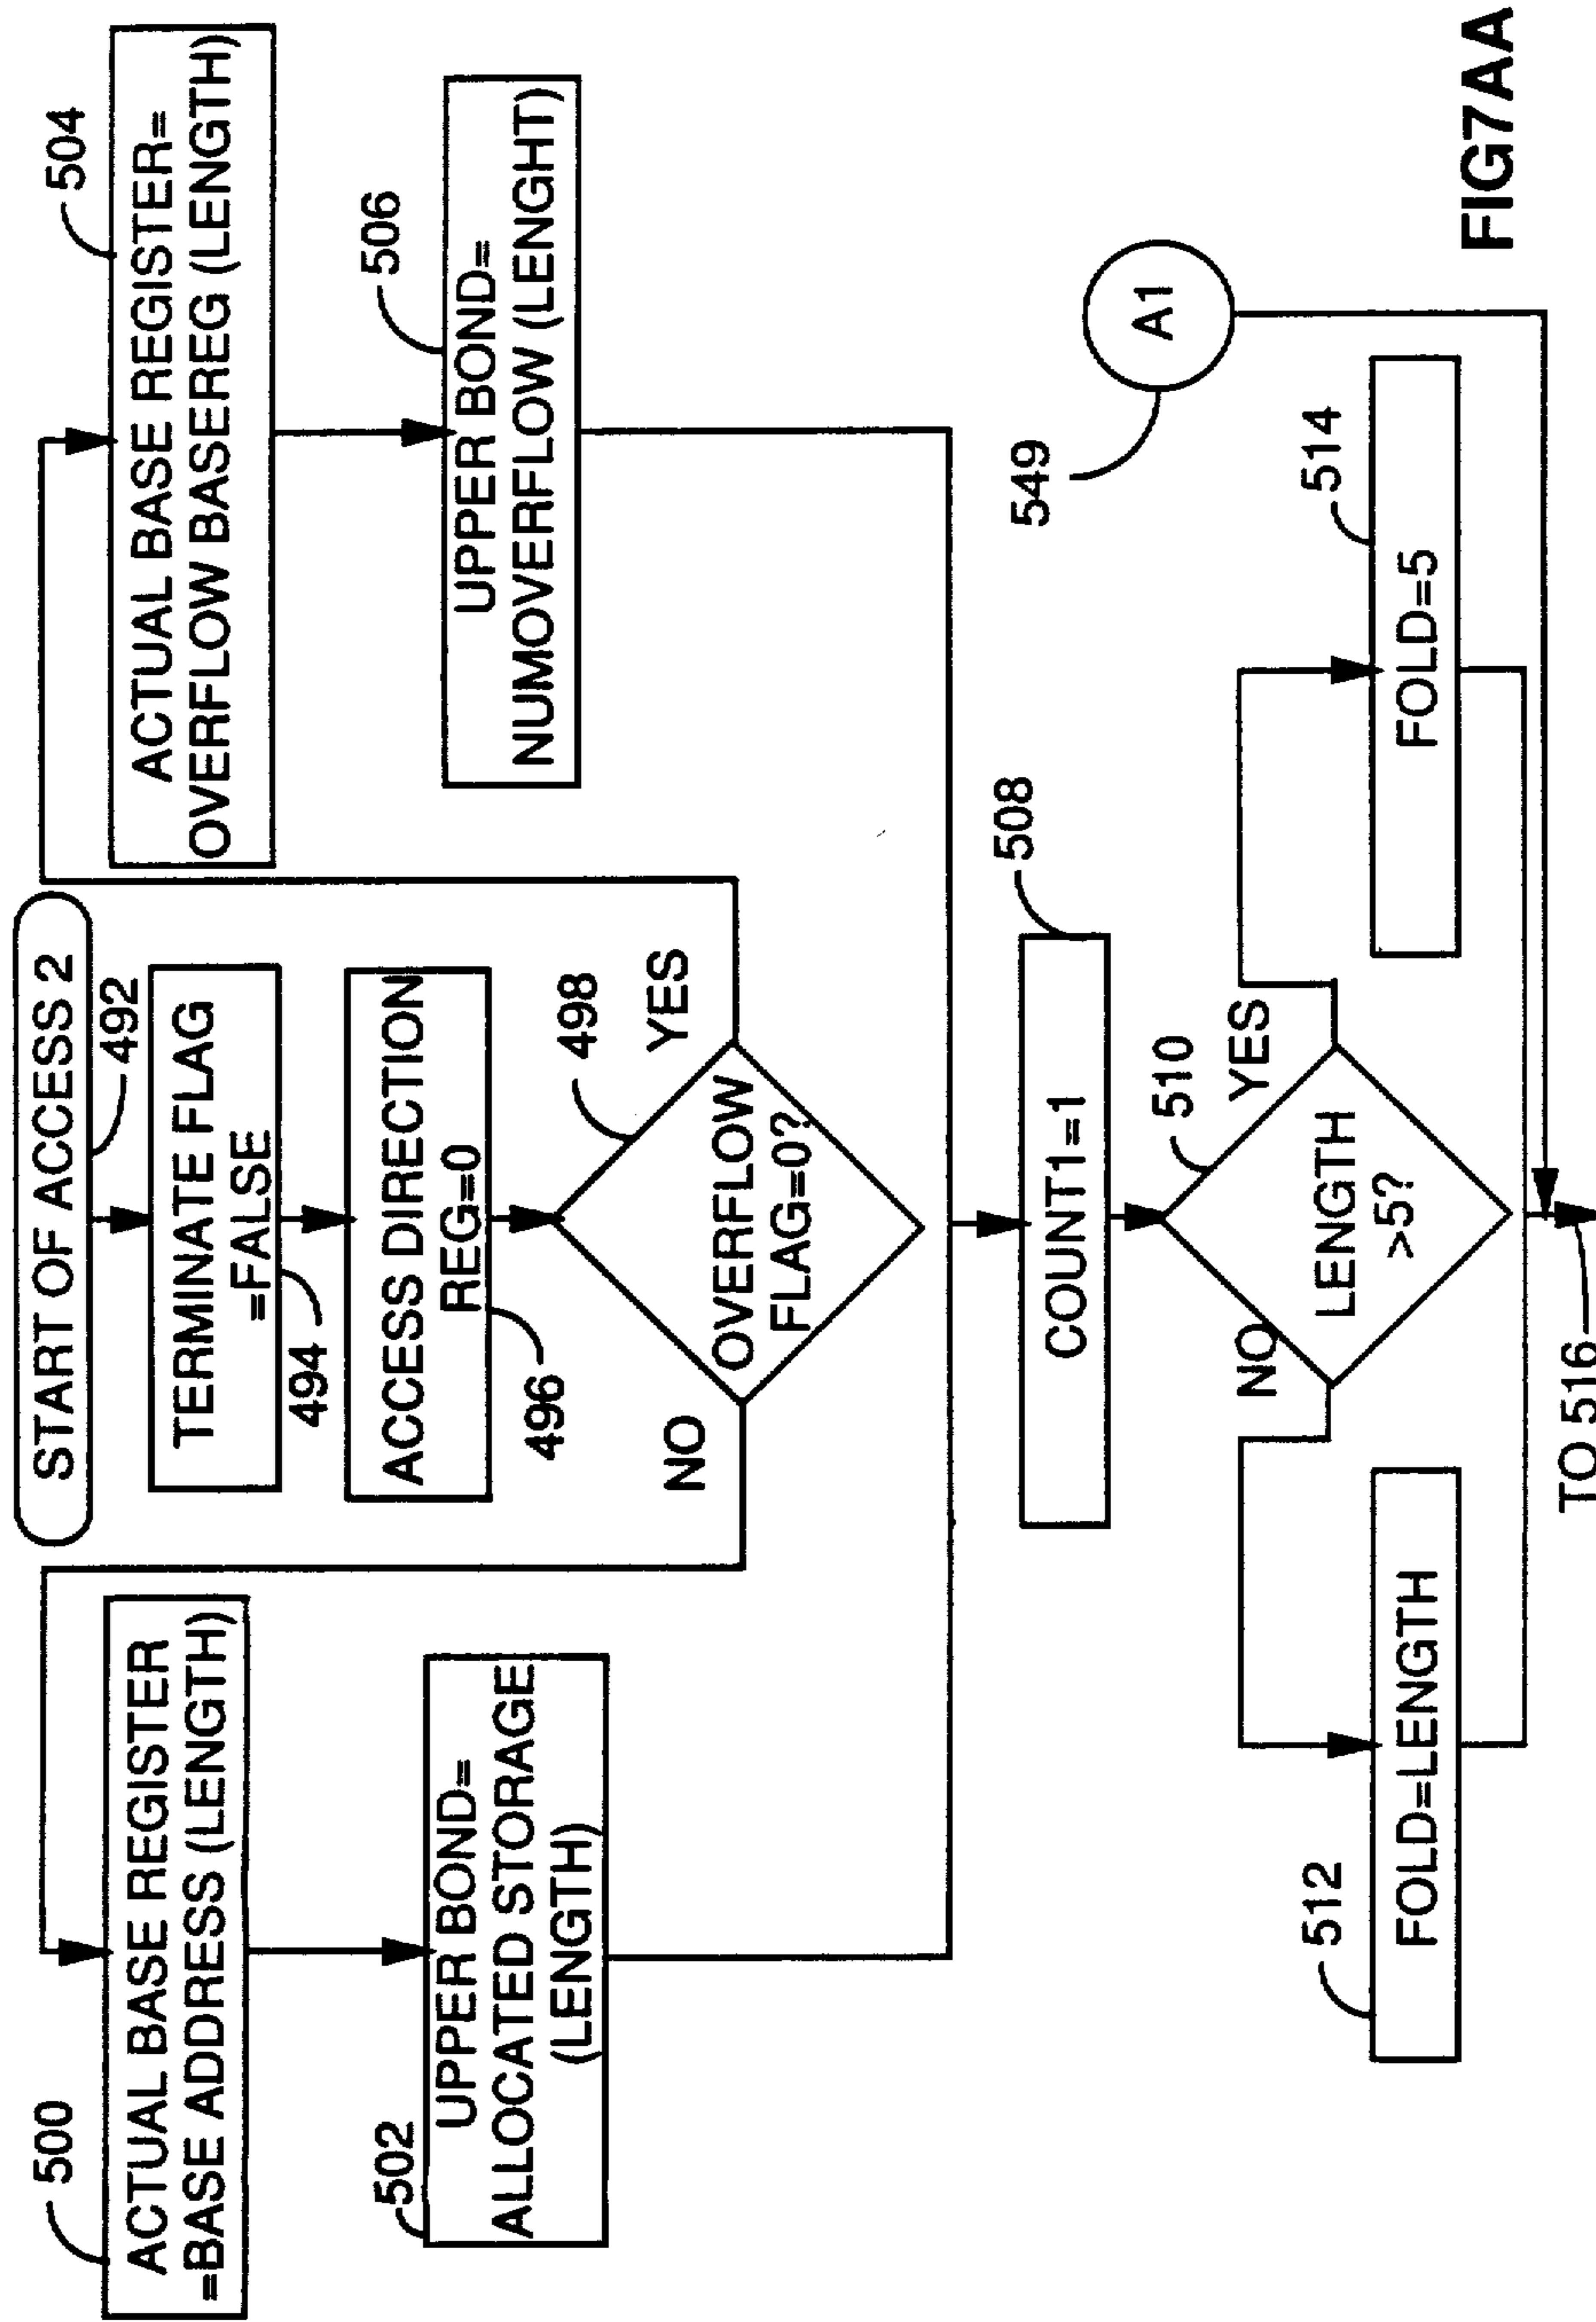 START OF ACCESS 2
492
TERMINATE FLAG
=FALSE
494
ACCESS DIRECTION
REG=0
496
OVERFLOW
FLAG=0?
498
NO
YES
500
ACTUAL BASE REGISTER
=BASE ADDRESS (LENGTH)
502
UPPER BOND=
ALLOCATED STORAGE
(LENGTH)
504
ACTUAL BASE REGISTER=
OVERFLOW BASEREG (LENGTH)
506
UPPER BOND=
NUMOVERFLOW (LENGHT)
508
COUNT1=1
510
LENGTH
>5?
NO
YES
512
FOLD=LENGTH
514
FOLD=5
549
A1
TO 516
FIG7AA